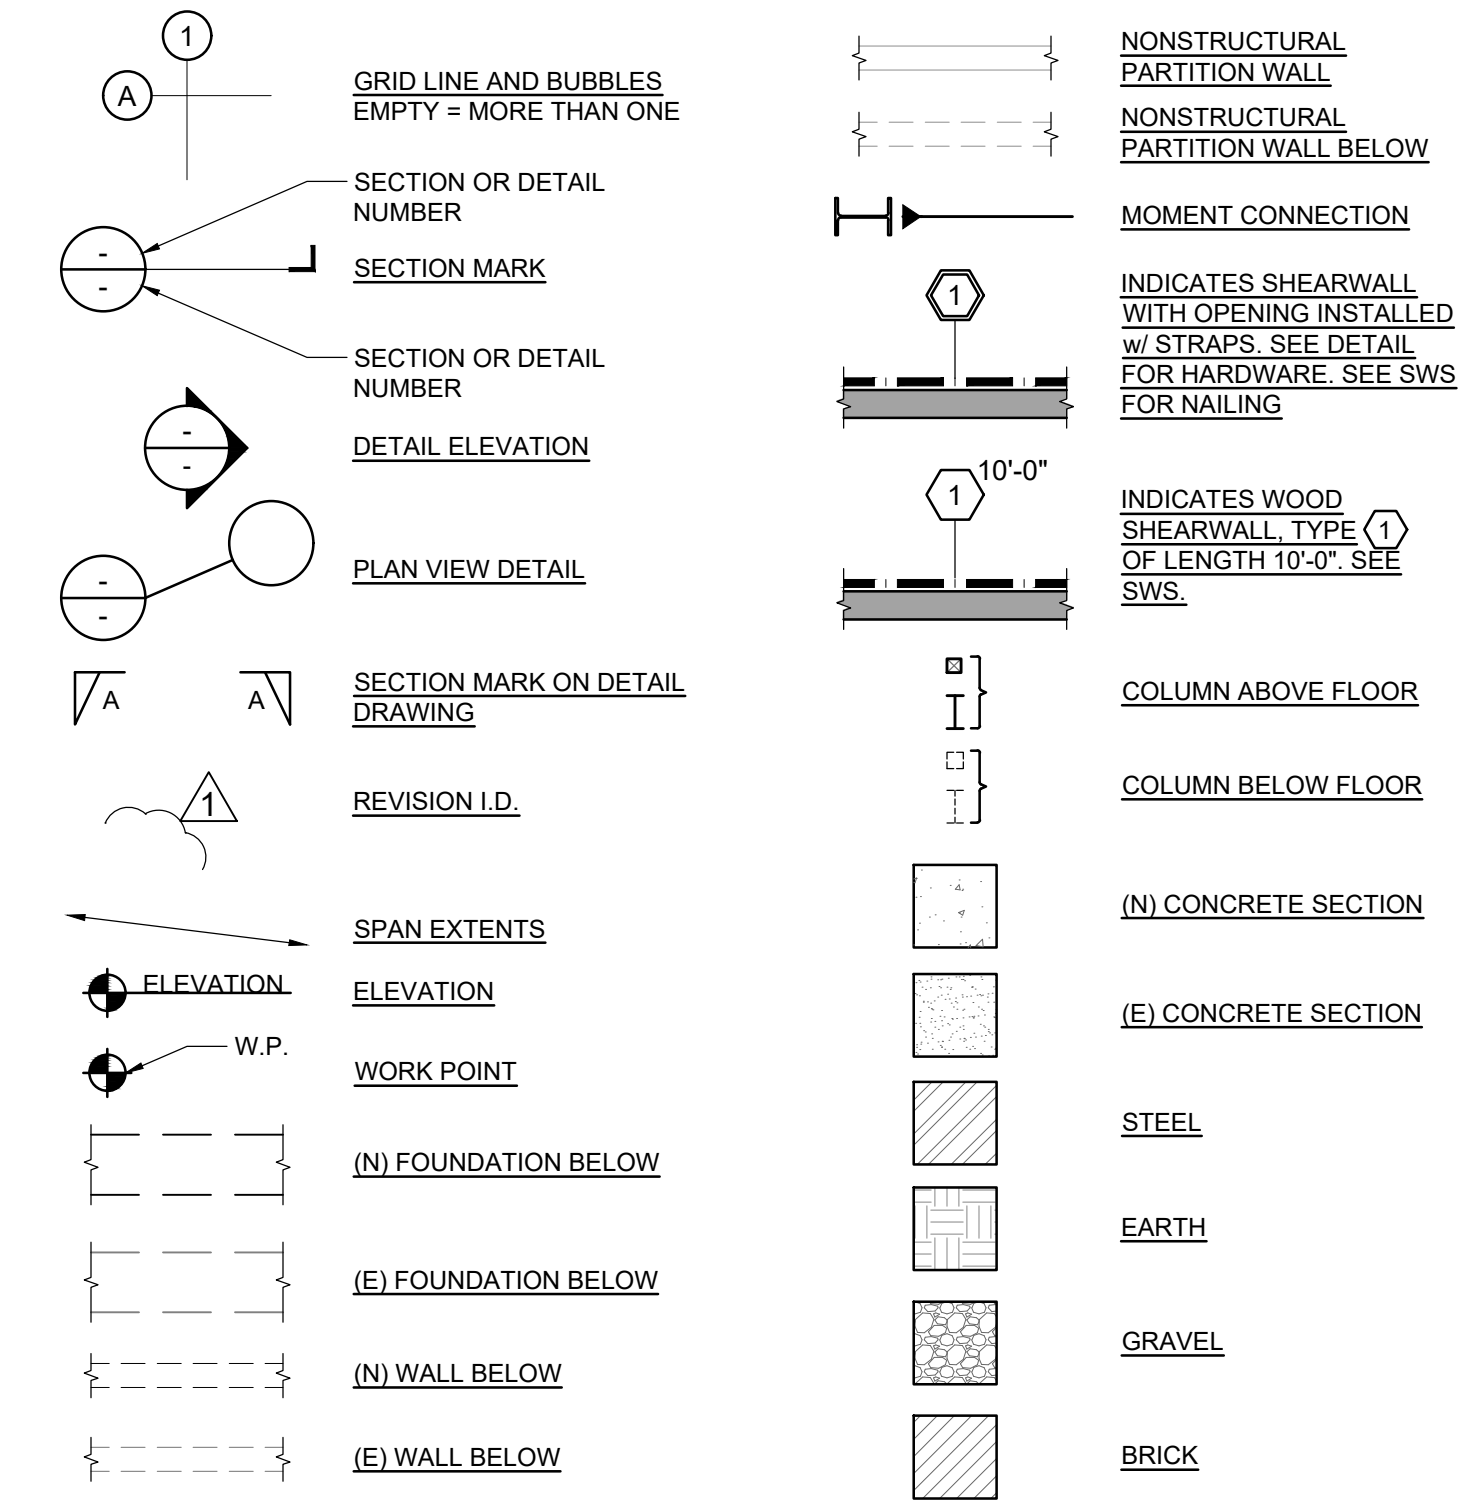 1
A
GRID LINE AND BUBBLES
EMPTY = MORE THAN ONE
SECTION OR DETAIL
NUMBER
-
-
SECTION MARK
SECTION OR DETAIL
NUMBER
-
-
DETAIL ELEVATION
-
-
PLAN VIEW DETAIL
A A
SECTION MARK ON DETAIL
DRAWING
1
REVISION I.D.
SPAN EXTENTS
ELEVATION
ELEVATION
W.P.
WORK POINT
(N) FOUNDATION BELOW
(E) FOUNDATION BELOW
(N) WALL BELOW
(E) WALL BELOW
NONSTRUCTURAL
PARTITION WALL
NONSTRUCTURAL
PARTITION WALL BELOW
MOMENT CONNECTION
1
INDICATES SHEARWALL
WITH OPENING INSTALLED
w/ STRAPS. SEE DETAIL
FOR HARDWARE. SEE SWS
FOR NAILING
1 10'-0"
INDICATES WOOD
SHEARWALL, TYPE 1
OF LENGTH 10'-0". SEE
SWS.
COLUMN ABOVE FLOOR
COLUMN BELOW FLOOR
(N) CONCRETE SECTION
(E) CONCRETE SECTION
STEEL
EARTH
GRAVEL
BRICK